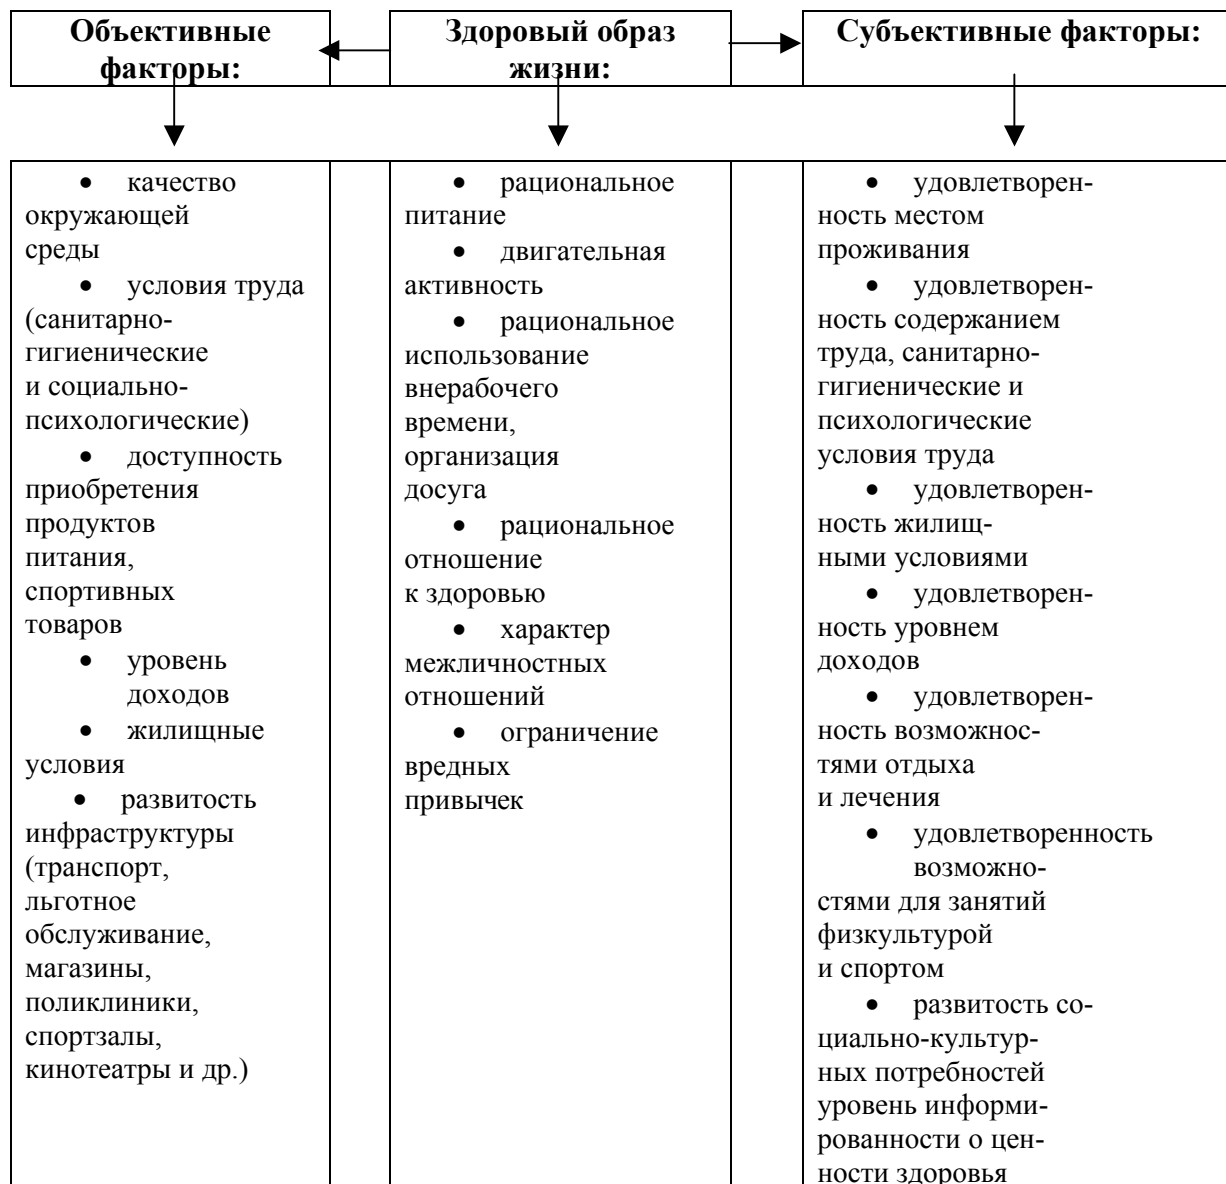 Объективные
факторы:
Здоровый образ
жизни:
Субъективные факторы:
• качество
окружающей
среды
• условия труда
(санитарно-
гигиенические
и социально-
психологические)
• доступность
приобретения
продуктов
питания,
спортивных
товаров
• уровень
доходов
• жилищные
условия
• развитость
инфраструктуры
(транспорт,
льготное
обслуживание,
магазины,
поликлиники,
спортзалы,
кинотеатры и др.)
• рациональное
питание
• двигательная
активность
• рациональное
использование
внерабочего
времени,
организация
досуга
• рациональное
отношение
к здоровью
• характер
межличностных
отношений
• ограничение
вредных
привычек
• удовлетворен-
ность местом
проживания
• удовлетворен-
ность содержанием
труда, санитарно-
гигиенические и
психологические
условия труда
• удовлетворен-
ность жилищ-
ными условиями
• удовлетворен-
ность уровнем
доходов
• удовлетворен-
ность возможнос-
тями отдыха
и лечения
• удовлетворенность
возможно-
стями для занятий
физкультурой
и спортом
• развитость со-
циально-культур-
ных потребностей
уровень информи-
рованности о цен-
ности здоровья